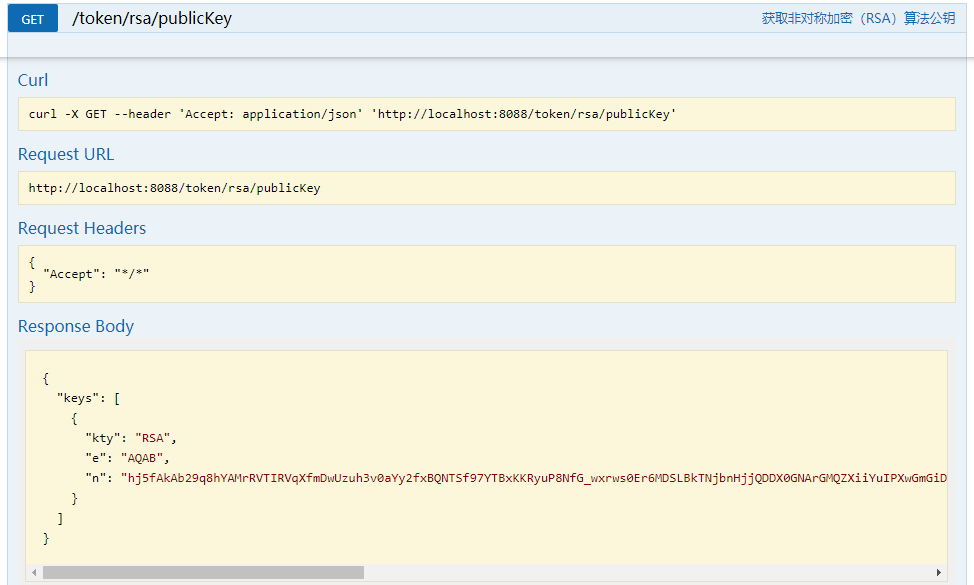 GET /token/rsa/publicKey 获取非对称加密（RSA）算法公钥
Curl
curl -X GET --header 'Accept: application/json' 'http://localhost:8088/token/rsa/publicKey'
Request URL
http://localhost:8088/token/rsa/publicKey
Request Headers
{
"Accept": "*/*"
}
Response Body
{
"keys": [
{
"kty": "RSA",
"e": "AQAB",
"n": "hj5fAkAb29q8hYAMrRVTIRVqXfmDwUzuh3v0aYy2fxBQNTSf97YTBxKKRyuP8NfG_wxrws0Er6MDSLBkTNjbnHjjQDDX0GNArGMQZXiiYuIPXwGmGiD
}
]
}